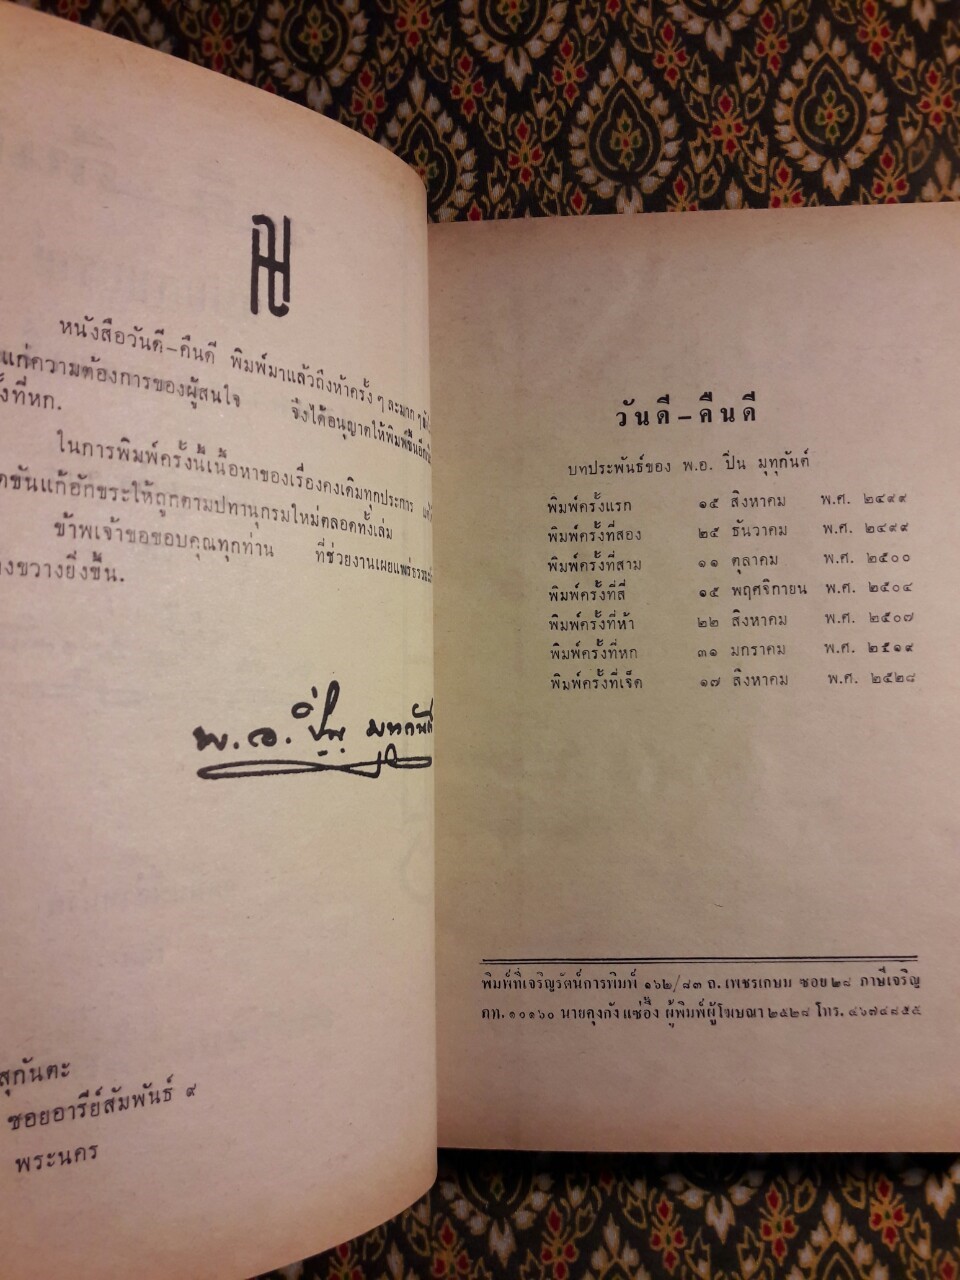 หนังสือวันดี–คืนดี พิมพ์มาแล้วถึงห้าครั้ง ๆ ละมาก ๆ
แก่ความต้องการของผู้สนใจ จึงได้อนุญาตให้พิมพ์ขึ้นอีกเป็น
ที่หก.
ในการพิมพ์ครั้งนี้เนื้อหาของเรื่องคงเดิมทุกประการ
แก้อักขระให้ถูกตามปทานุกรมใหม่ตลอดทั้งเล่ม
ข้าพเจ้าขอขอบคุณทุกท่าน ที่ช่วยงานเผยแพร่
ขวางยิ่งขึ้น.
พ.อ. ปิ่น มุทุกันต์
สุกันตะ
ซอยอารีย์สัมพันธ์ ๙
พระนคร
วันดี – คืนดี
บทประพันธ์ของ พ.อ. ปิ่น มุทุกันต์
พิมพ์ครั้งแรก ๑๕ สิงหาคม พ.ศ. ๒๔๙๙
พิมพ์ครั้งที่สอง ๒๕ ธันวาคม พ.ศ. ๒๔๙๙
พิมพ์ครั้งที่สาม ๑๑ ตุลาคม พ.ศ. ๒๕๐๐
พิมพ์ครั้งที่สี่ ๑๕ พฤศจิกายน พ.ศ. ๒๕๐๔
พิมพ์ครั้งที่ห้า ๒๒ สิงหาคม พ.ศ. ๒๕๐๗
พิมพ์ครั้งที่หก ๓๑ มกราคม พ.ศ. ๒๕๑๙
พิมพ์ครั้งที่เจ็ด ๑๗ สิงหาคม พ.ศ. ๒๕๒๘
พิมพ์ที่เจริญรัตน์การพิมพ์ ๑๖๒/๘๓ ถ. เพชรเกษม ซอย ๒๘ ภาษีเจริญ
กท. ๑๐๑๖๐ นายคุงกัง แซ่อึ้ง ผู้พิมพ์ผู้โฆษณา ๒๕๒๘ โทร. ๔๖๗๔๘๕๕